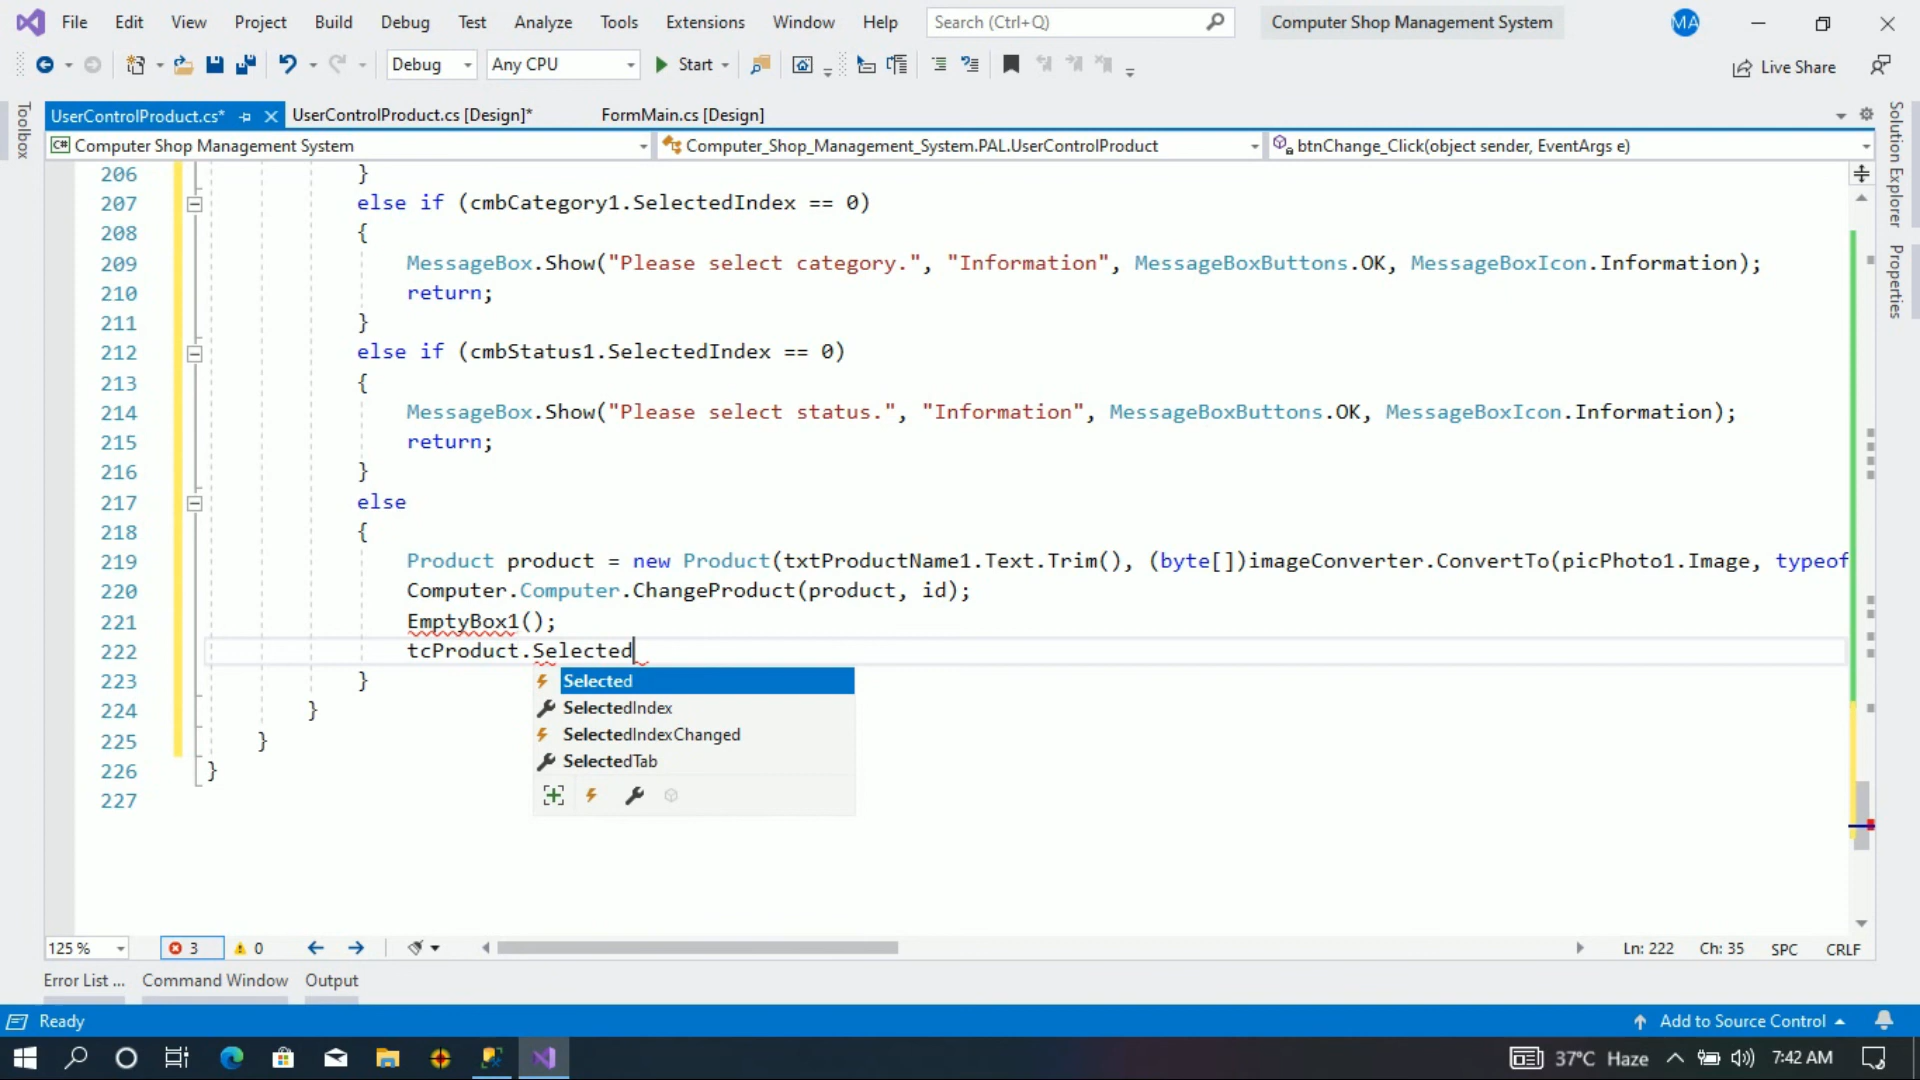 File Edit View Project Build Debug Test Analyze Tools Extensions Window Help Search (Ctrl+Q) Computer Shop Management System MA
Debug Any CPU Start Live Share
UserControlProduct.cs* UserControlProduct.cs [Design]* FormMain.cs [Design]
C# Computer Shop Management System Computer_Shop_Management_System.PAL.UserControlProduct btnChange_Click(object sender, EventArgs e)
Toolbox
Solution Explorer
Properties
206 }
207 else if (cmbCategory1.SelectedIndex == 0)
208 {
209 MessageBox.Show("Please select category.", "Information", MessageBoxButtons.OK, MessageBoxIcon.Information);
210 return;
211 }
212 else if (cmbStatus1.SelectedIndex == 0)
213 {
214 MessageBox.Show("Please select status.", "Information", MessageBoxButtons.OK, MessageBoxIcon.Information);
215 return;
216 }
217 else
218 {
219 Product product = new Product(txtProductName1.Text.Trim(), (byte[])imageConverter.ConvertTo(picPhoto1.Image, typeof
220 Computer.Computer.ChangeProduct(product, id);
221 EmptyBox1();
222 tcProduct.Selected
223 }
224 }
225 }
226 }
227
Selected
SelectedIndex
SelectedIndexChanged
SelectedTab
125 % 3 0 Ln: 222 Ch: 35 SPC CRLF
Error List ... Command Window Output
Ready Add to Source Control
37°C Haze 7:42 AM